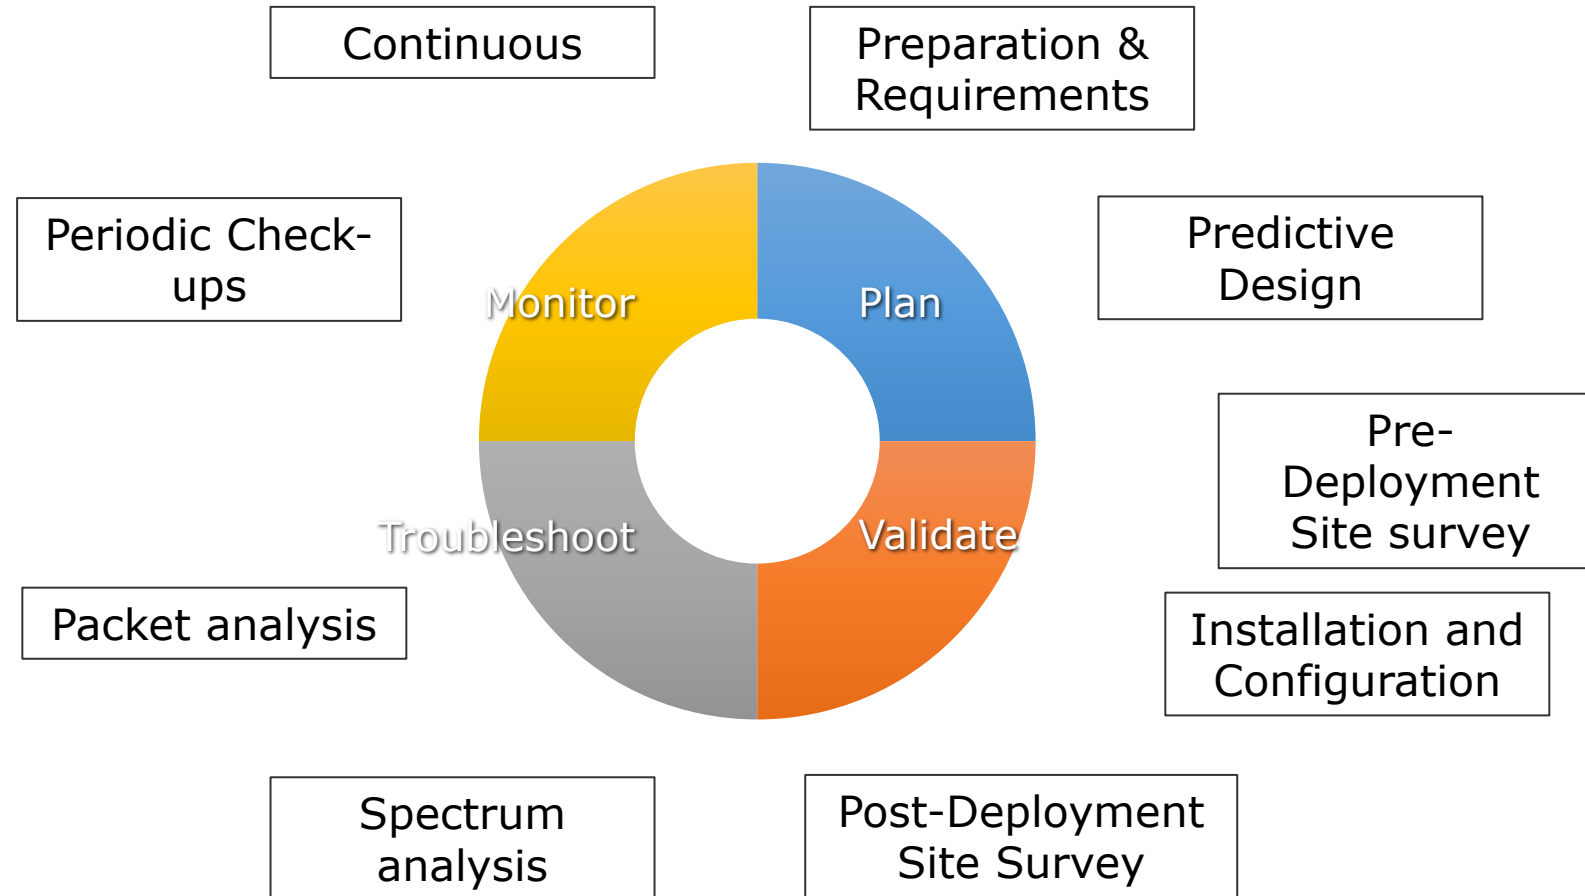 Continuous
Preparation &
Requirements
Periodic Check-
ups
Predictive
Design
Monitor
Plan
Pre-
Deployment
Site survey
Troubleshoot
Validate
Packet analysis
Installation and
Configuration
Spectrum
analysis
Post-Deployment
Site Survey